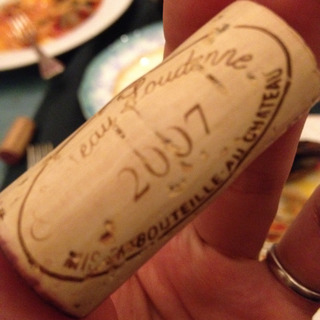 eau Loudenne
2007
MIS EN BOUTEILLE AU CHATEAU